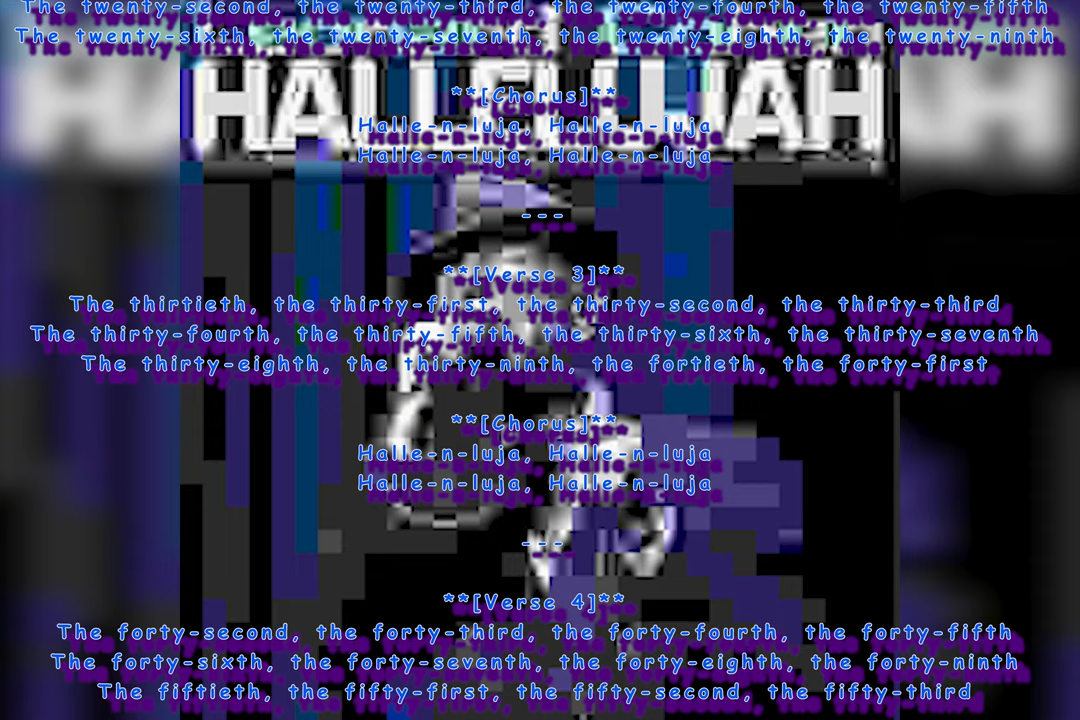 The twenty-second, the twenty-third, the twenty-fourth, the twenty-fifth
The twenty-sixth, the twenty-seventh, the twenty-eighth, the twenty-ninth
HALLELUJAH
**[Chorus]**
Halle-n-luja, Halle-n-luja
Halle-n-luja, Halle-n-luja
---
**[Verse 3]**
The thirtieth, the thirty-first, the thirty-second, the thirty-third
The thirty-fourth, the thirty-fifth, the thirty-sixth, the thirty-seventh
The thirty-eighth, the thirty-ninth, the fortieth, the forty-first
**[Chorus]**
Halle-n-luja, Halle-n-luja
Halle-n-luja, Halle-n-luja
---
**[Verse 4]**
The forty-second, the forty-third, the forty-fourth, the forty-fifth
The forty-sixth, the forty-seventh, the forty-eighth, the forty-ninth
The fiftieth, the fifty-first, the fifty-second, the fifty-third